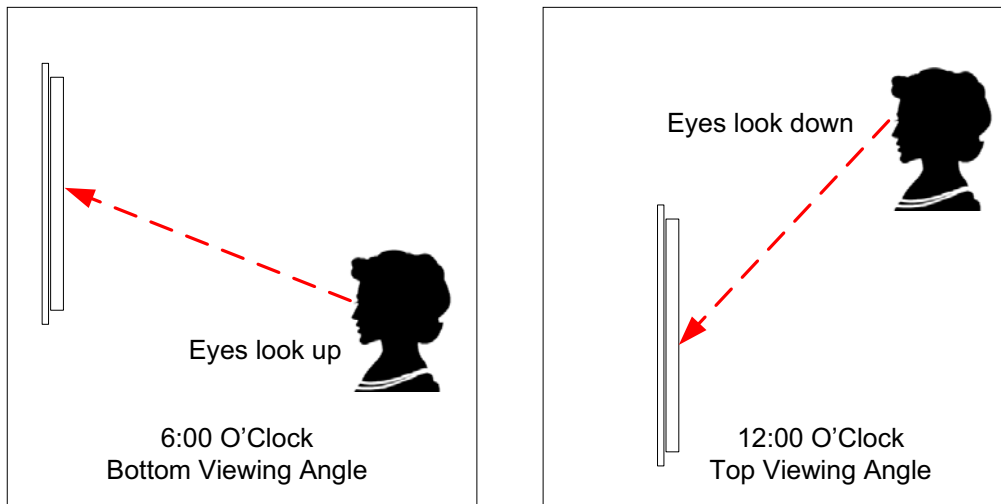 Eyes look up
6:00 O’Clock
Bottom Viewing Angle
Eyes look down
12:00 O’Clock
Top Viewing Angle